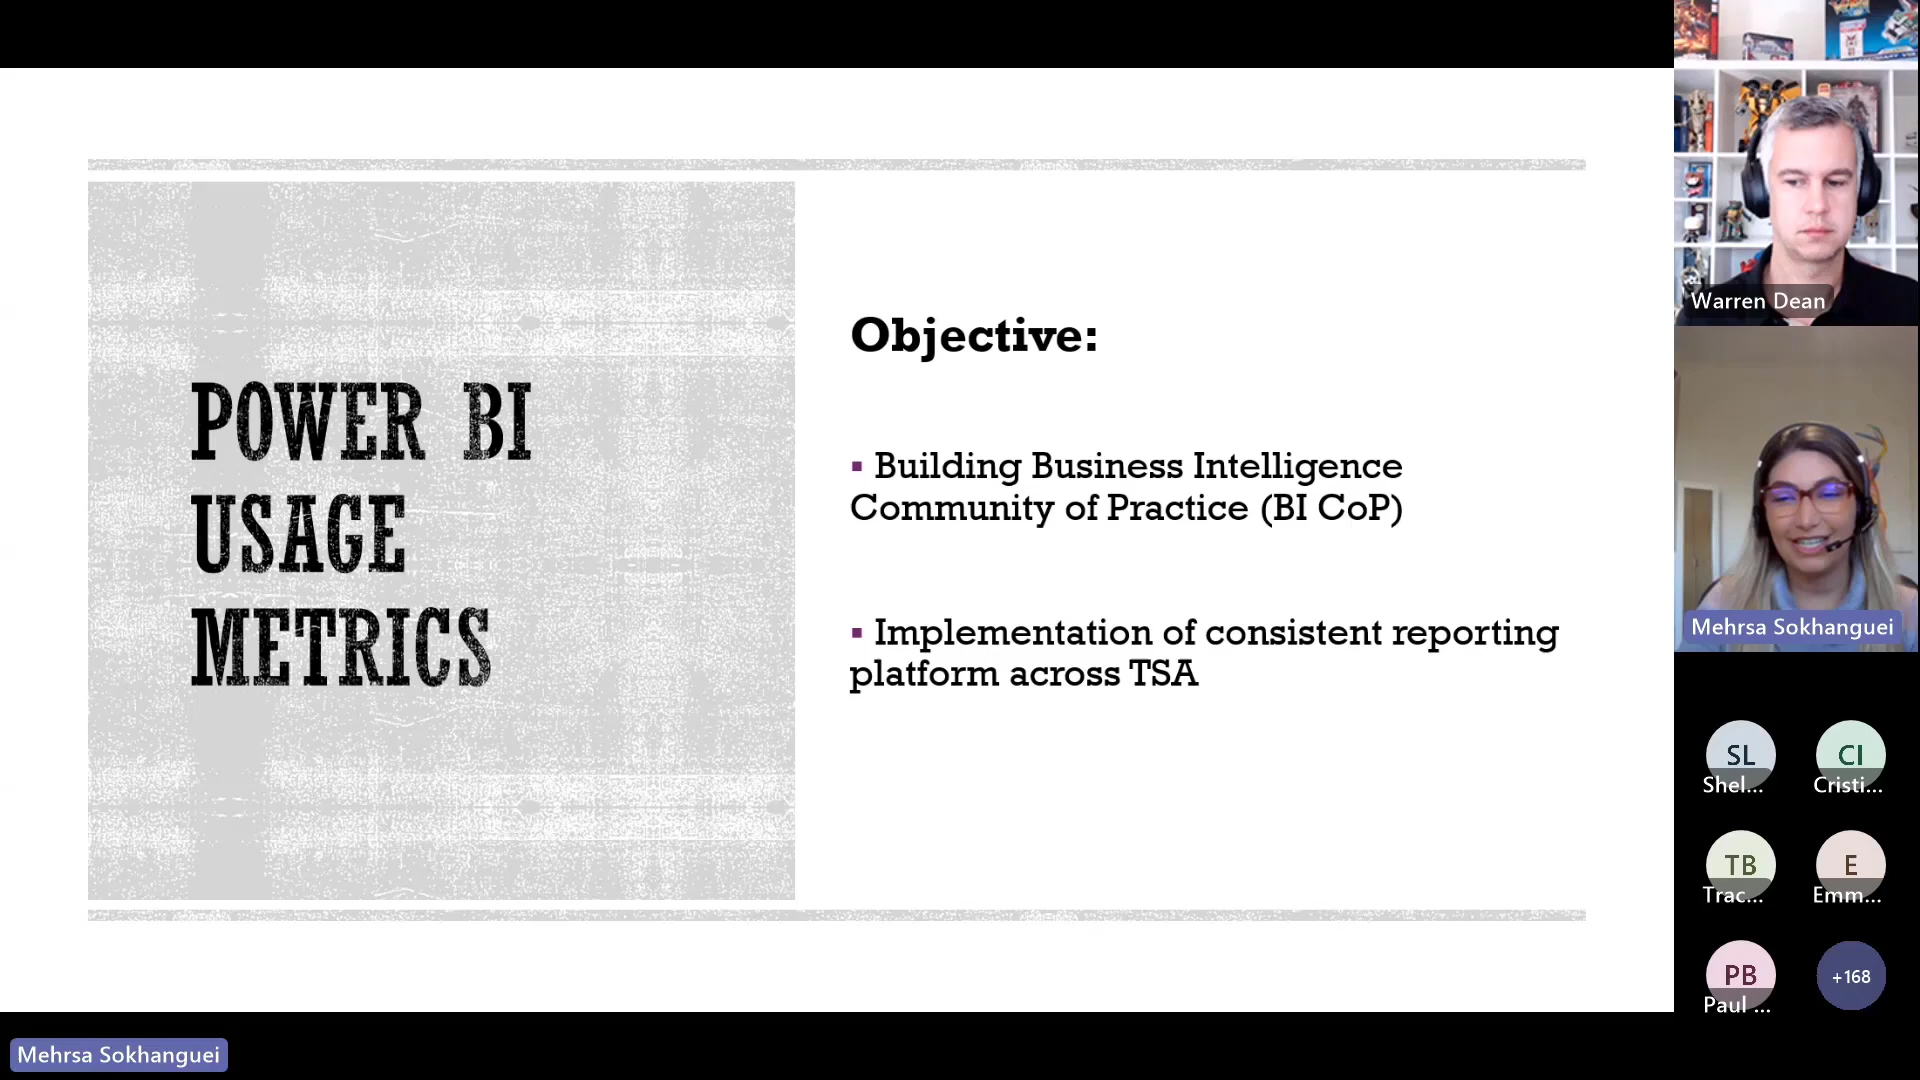 POWER BI
USAGE
METRICS
Objective:
▪ Building Business Intelligence
Community of Practice (BI CoP)
▪ Implementation of consistent reporting
platform across TSA
Warren Dean
Mehrsa Sokhanguei
SL
Shel...
CI
Cristi...
TB
Trac...
E
Emm...
PB
Paul ...
+168
Mehrsa Sokhanguei